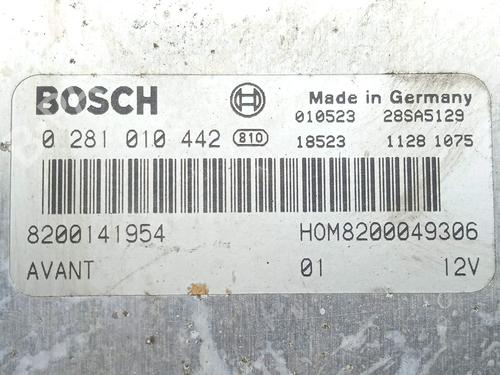 BOSCH
Made in Germany
010523 28SA5129
0 281 010 442 810 18523 1128 1075
8200141954 HOM8200049306
AVANT 01 12V